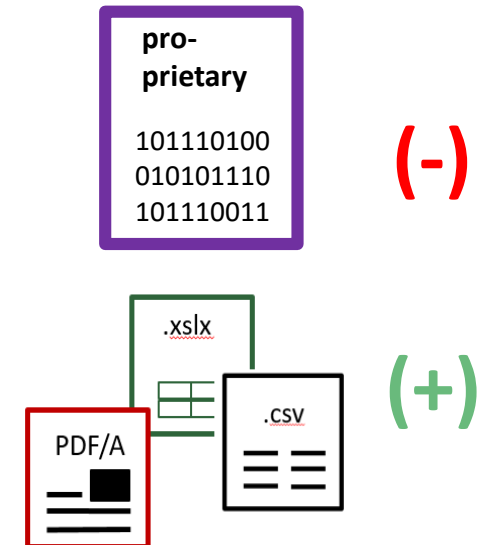 pro-
prietary
101110100
010101110
101110011
(-)
.xslx
(+)
.csv
PDF/A